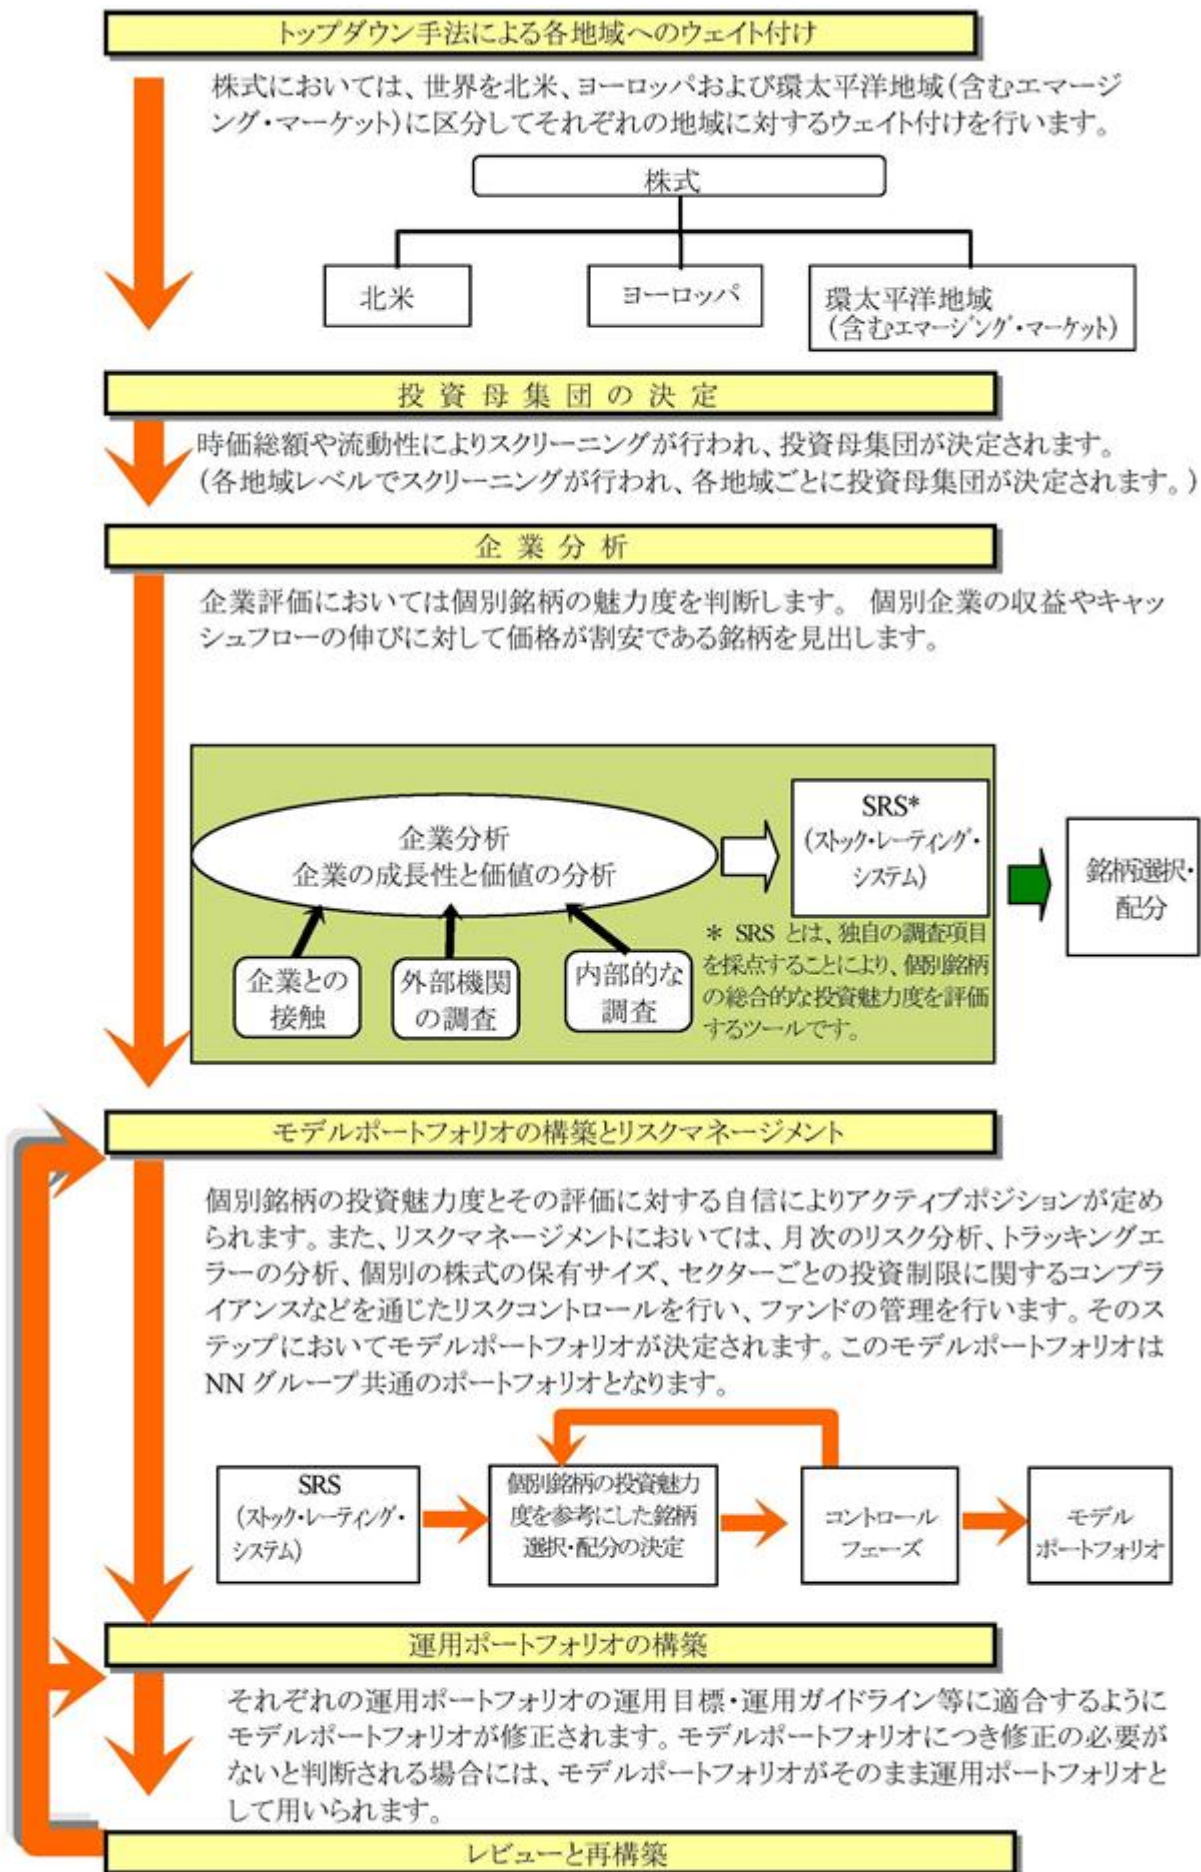 トップダウン手法による各地域へのウェイト付け
株式においては、世界を北米、ヨーロッパおよび環太平洋地域(含むエマージ
ング・マーケット)に区分してそれぞれの地域に対するウェイト付けを行います。
株式
北米
ヨーロッパ
環太平洋地域
(含むエマージング・マーケット)
投資母集団の決定
時価総額や流動性によりスクリーニングが行われ、投資母集団が決定されます。
(各地域レベルでスクリーニングが行われ、各地域ごとに投資母集団が決定されます。)
企業分析
企業評価においては個別銘柄の魅力度を判断します。 個別企業の収益やキャッ
シュフローの伸びに対して価格が割安である銘柄を見出します。
企業分析
企業の成長性と価値の分析
企業との
接触
外部機関
の調査
内部的な
調査
SRS*
(ストック・レーティング・
システム)
* SRS とは、独自の調査項目
を採点することにより、個別銘柄
の総合的な投資魅力度を評価
するツールです。
銘柄選択・
配分
モデルポートフォリオの構築とリスクマネージメント
個別銘柄の投資魅力度とその評価に対する自信によりアクティブポジションが定め
られます。また、リスクマネージメントにおいては、月次のリスク分析、トラッキングエ
ラーの分析、個別の株式の保有サイズ、セクターごとの投資制限に関するコンプラ
イアンスなどを通じたリスクコントロールを行い、ファンドの管理を行います。そのス
テップにおいてモデルポートフォリオが決定されます。このモデルポートフォリオは
NN グループ共通のポートフォリオとなります。
SRS
(ストック・レーティング・
システム)
個別銘柄の投資魅力
度を参考にした銘柄
選択・配分の決定
コントロール
フェーズ
モデル
ポートフォリオ
運用ポートフォリオの構築
それぞれの運用ポートフォリオの運用目標・運用ガイドライン等に適合するように
モデルポートフォリオが修正されます。モデルポートフォリオにつき修正の必要が
ないと判断される場合には、モデルポートフォリオがそのまま運用ポートフォリオと
して用いられます。
レビューと再構築